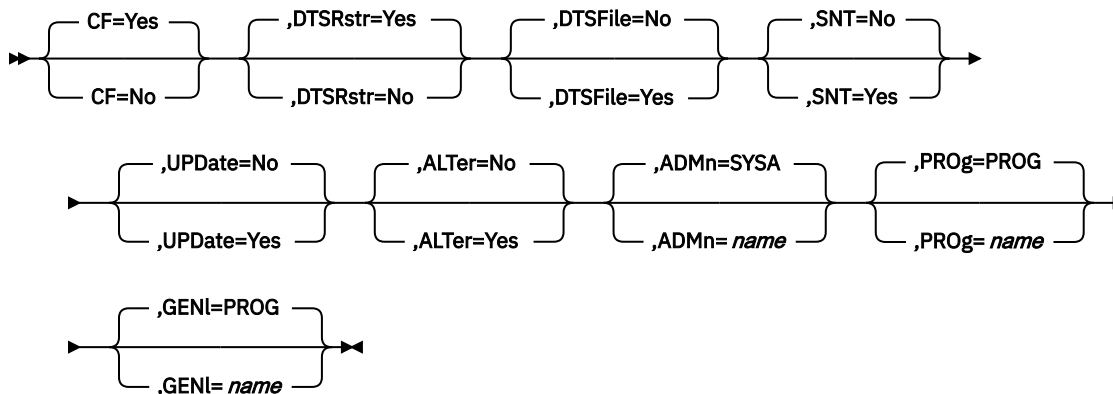 CF=Yes ,DTSRstr=Yes ,DTSFile=No ,SNT=No
CF=No ,DTSRstr=No ,DTSFile=Yes ,SNT=Yes
,UPDate=No ,ALTer=No ,ADMn=SYSA ,PROg=PROG
,UPDate=Yes ,ALTer=Yes ,ADMn= name ,PROg= name
,GENl=PROG
,GENl= name